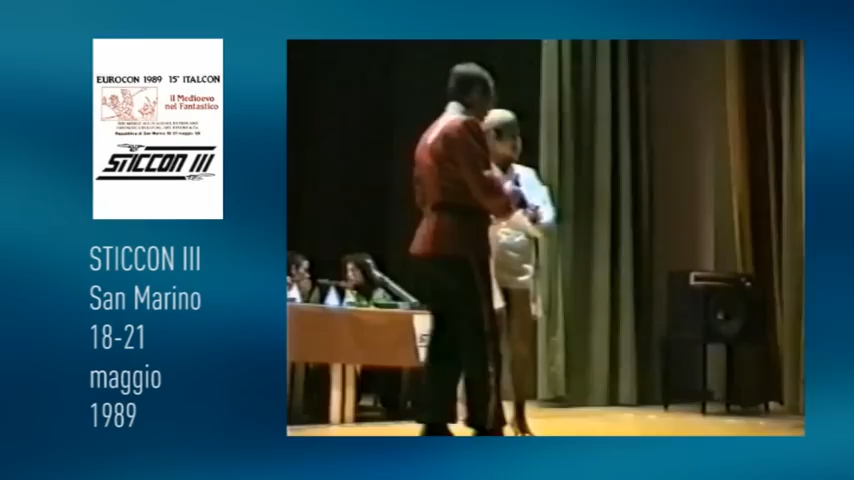 EUROCON 1989 15° ITALCON
il Medioevo
nel Fantastico
STICCON III
STICCON III
San Marino
18-21
maggio
1989